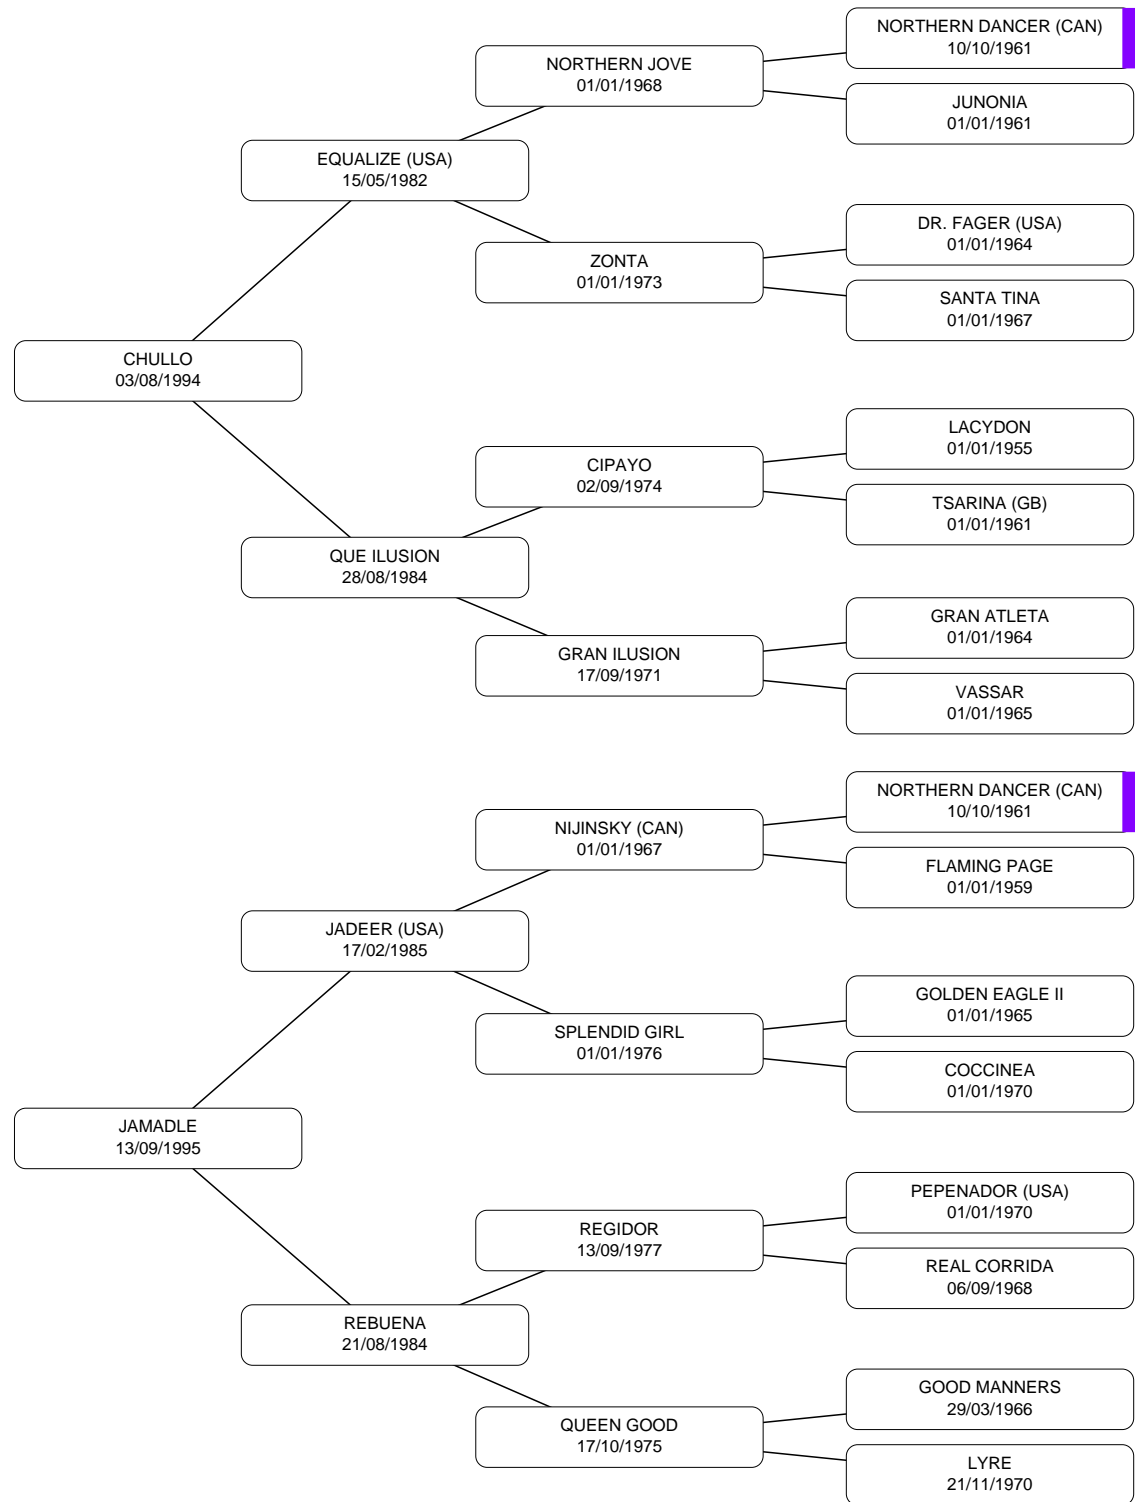 NORTHERN DANCER (CAN)
10/10/1961
NORTHERN JOVE
01/01/1968
JUNONIA
01/01/1961
EQUALIZE (USA)
15/05/1982
DR. FAGER (USA)
01/01/1964
ZONTA
01/01/1973
SANTA TINA
01/01/1967
CHULLO
03/08/1994
LACYDON
01/01/1955
CIPAYO
02/09/1974
TSARINA (GB)
01/01/1961
QUE ILUSION
28/08/1984
GRAN ATLETA
01/01/1964
GRAN ILUSION
17/09/1971
VASSAR
01/01/1965
NORTHERN DANCER (CAN)
10/10/1961
NIJINSKY (CAN)
01/01/1967
FLAMING PAGE
01/01/1959
JADEER (USA)
17/02/1985
GOLDEN EAGLE II
01/01/1965
SPLENDID GIRL
01/01/1976
COCCINEA
01/01/1970
JAMADLE
13/09/1995
PEPENADOR (USA)
01/01/1970
REGIDOR
13/09/1977
REAL CORRIDA
06/09/1968
REBUENA
21/08/1984
GOOD MANNERS
29/03/1966
QUEEN GOOD
17/10/1975
LYRE
21/11/1970